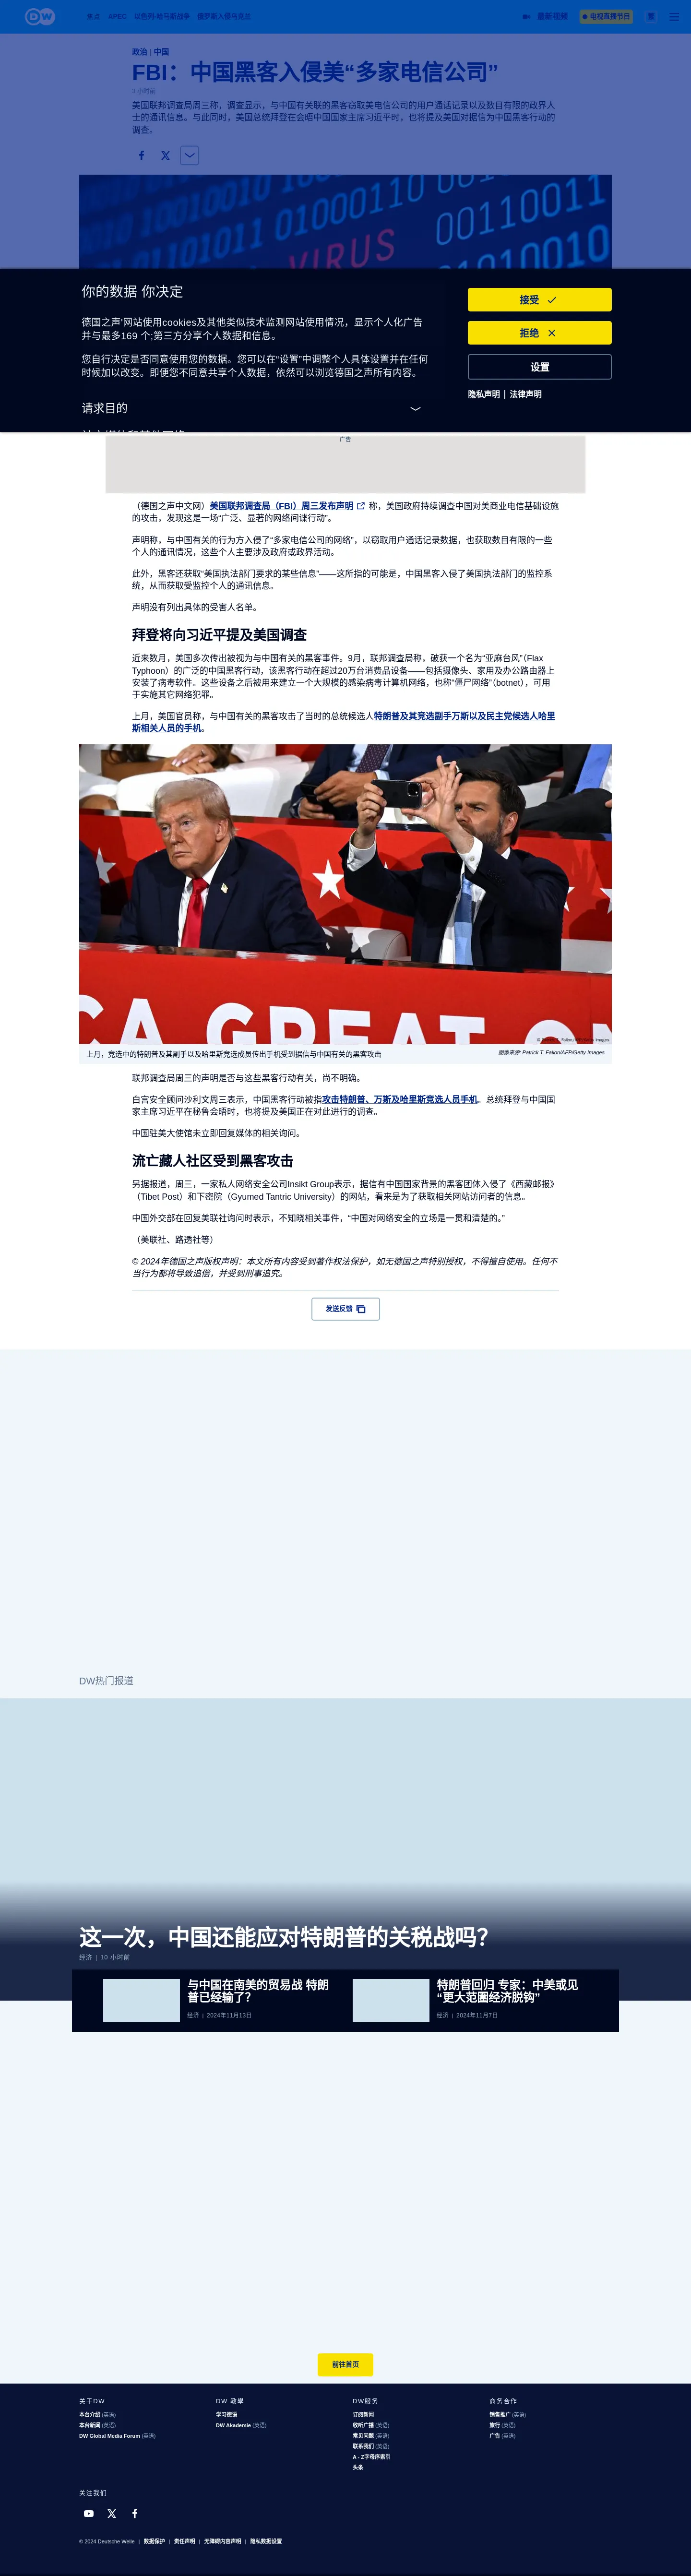 DW
焦点 APEC 以色列-哈马斯战争 俄罗斯入侵乌克兰 最新视频 电视直播节目 繁
政治 | 中国
FBI：中国黑客入侵美“多家电信公司”
美国联邦调查局周三称，调查显示，与中国有关联的黑客窃取美电信公司的用户通话记录以及数目有限的政界人
士的通讯信息。与此同时，美国总统拜登在会晤中国国家主席习近平时，也将提及美国对据信为中国黑客行动的
调查。
VIRUS
你的数据 你决定
德国之声'网站使用cookies及其他类似技术监测网站使用情况，显示个人化广告
并与最多169 个;第三方分享个人数据和信息。
您自行决定是否同意使用您的数据。您可以在"设置"中调整个人具体设置并在任何
时候加以改变。即便您不同意共享个人数据，依然可以浏览德国之声所有内容。
请求目的
接受
拒绝
设置
隐私声明 | 法律声明
广告
（德国之声中文网）美国联邦调查局（FBI）周三发布声明 称，美国政府持续调查中国对美商业电信基础设施
的攻击，发现这是一场“广泛、显著的网络间谍行动”。
声明称，与中国有关的行为方入侵了“多家电信公司的网络”，以窃取用户通话记录数据，也获取数目有限的一些
个人的通讯情况，这些个人主要涉及政府或政界活动。
此外，黑客还获取“美国执法部门要求的某些信息”——这所指的可能是，中国黑客入侵了美国执法部门的监控系
统，从而获取受监控个人的通讯信息。
声明没有列出具体的受害人名单。
拜登将向习近平提及美国调查
近来数月，美国多次传出被视为与中国有关的黑客事件。9月，联邦调查局称，破获一个名为“亚麻台风”（Flax
Typhoon）的广泛的中国黑客行动，该黑客行动在超过20万台消费品设备——包括摄像头、家用及办公路由器上
安装了病毒软件。这些设备之后被用来建立一个大规模的感染病毒计算机网络，也称“僵尸网络”（botnet），可用
于实施其它网络犯罪。
上月，美国官员称，与中国有关的黑客攻击了当时的总统候选人特朗普及其竞选副手万斯以及民主党候选人哈里
斯相关人员的手机。
CA GREAT ON
上月，竞选中的特朗普及其副手以及哈里斯竞选成员传出手机受到据信与中国有关的黑客攻击
图像来源: Patrick T. Fallon/AFP/Getty Images
联邦调查局周三的声明是否与这些黑客行动有关，尚不明确。
白宫安全顾问沙利文周三表示，中国黑客行动被指攻击特朗普、万斯及哈里斯竞选人员手机。总统拜登与中国国
家主席习近平在秘鲁会晤时，也将提及美国正在对此进行的调查。
中国驻美大使馆未立即回复媒体的相关询问。
流亡藏人社区受到黑客攻击
另据报道，周三，一家私人网络安全公司Insikt Group表示，据信有中国国家背景的黑客团体入侵了《西藏邮报》
（Tibet Post）和下密院（Gyumed Tantric University）的网站，看来是为了获取相关网站访问者的信息。
中国外交部在回复美联社询问时表示，不知晓相关事件，“中国对网络安全的立场是一贯和清楚的。”
（美联社、路透社等）
© 2024年德国之声版权声明：本文所有内容受到著作权法保护，如无德国之声特别授权，不得擅自使用。任何不
当行为都将导致追偿，并受到刑事追究。
发送反馈
DW热门报道
这一次，中国还能应对特朗普的关税战吗？
经济 | 10 小时前
与中国在南美的贸易战 特朗
普已经输了？
经济 | 2024年11月13日
特朗普回归 专家：中美或见
“更大范围经济脱钩”
经济 | 2024年11月7日
前往首页
关于DW
本台介绍 (英语)
本台新闻 (英语)
DW Global Media Forum (英语)
DW 教學
学习德语
DW Akademie (英语)
DW服务
订阅新闻
收听广播 (英语)
常见问题 (英语)
联系我们 (英语)
A - Z字母序索引
头条
商务合作
销售推广 (英语)
旅行 (英语)
广告 (英语)
关注我们
© 2024 Deutsche Welle | 数据保护 | 责任声明 | 无障碍内容声明 | 隐私数据设置